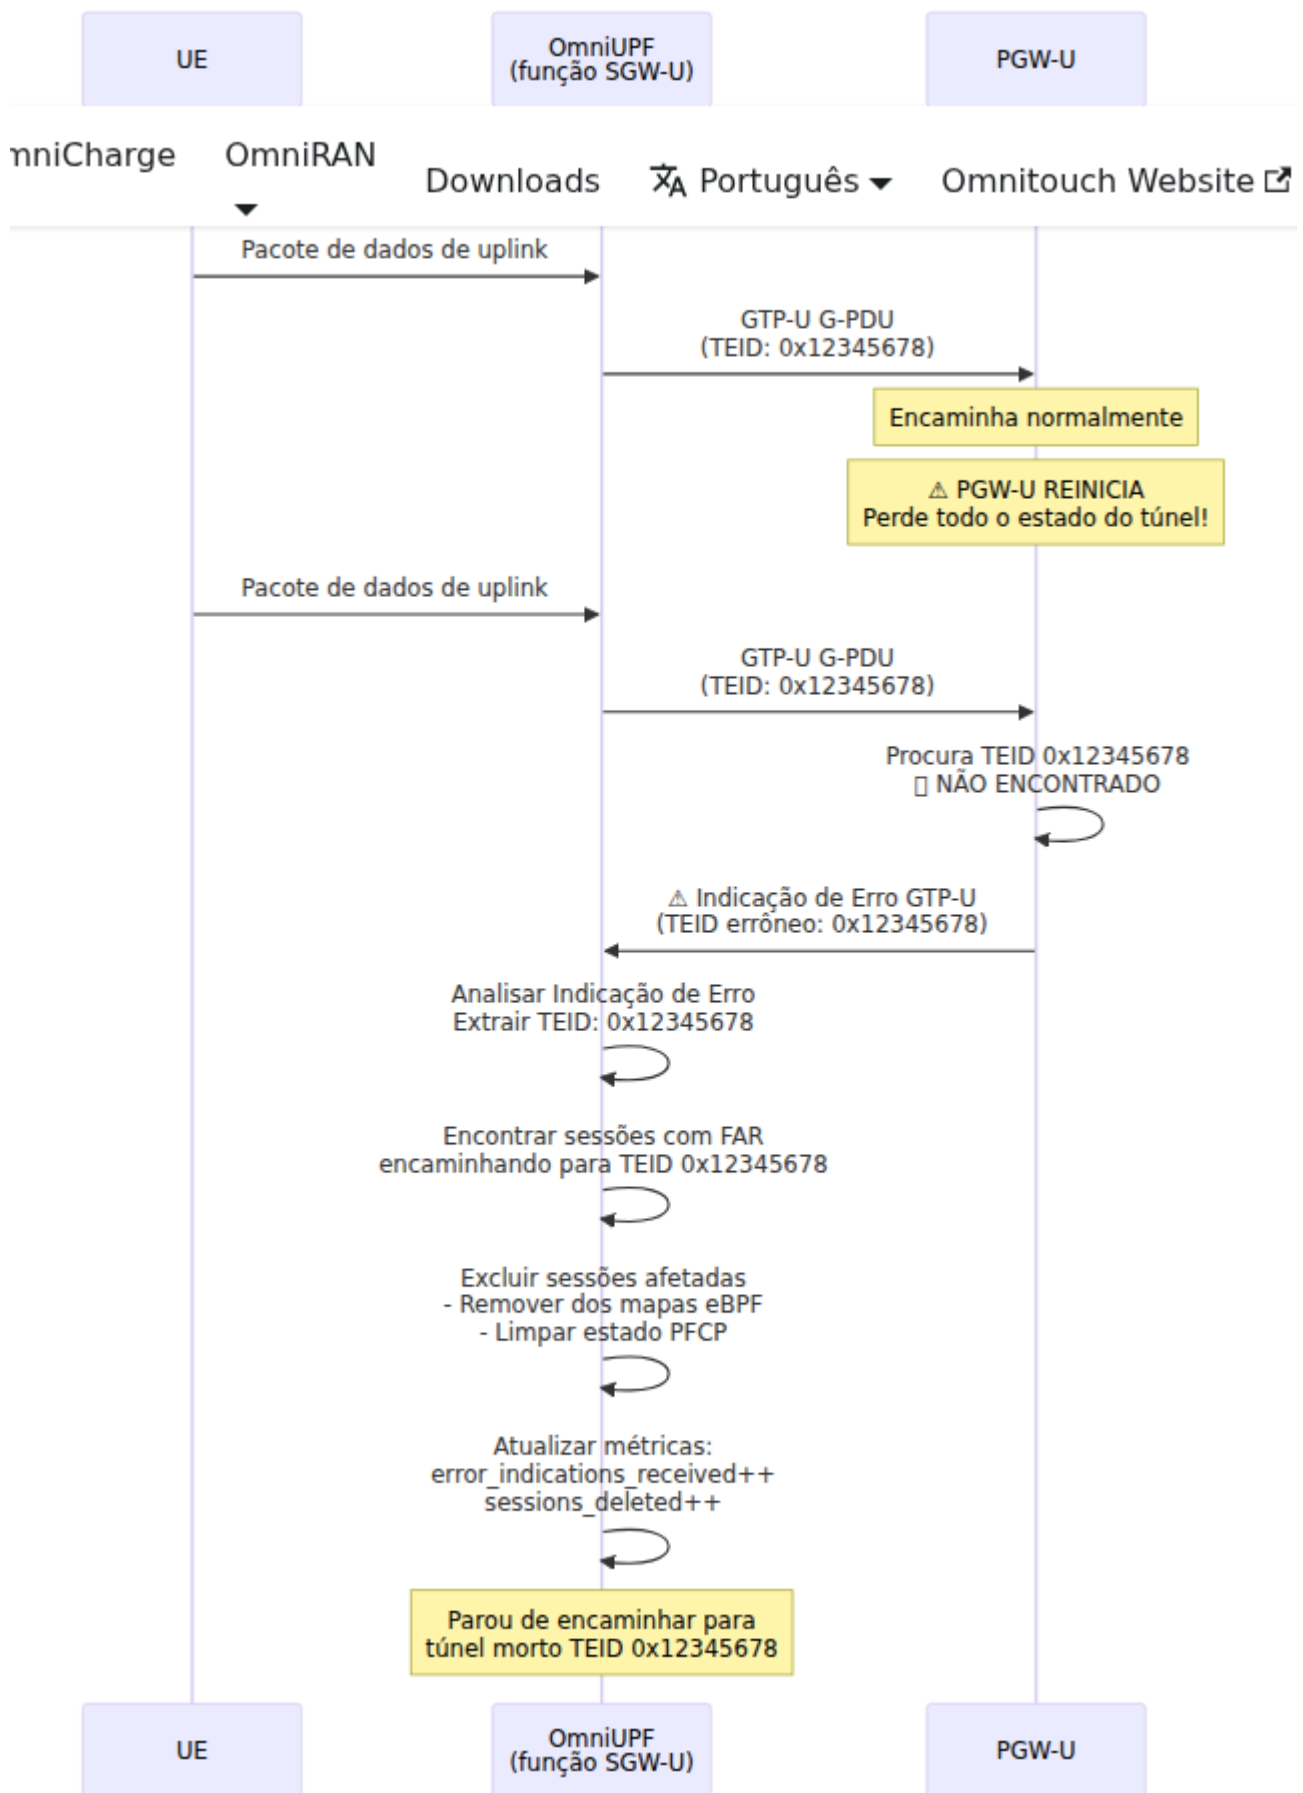 UE
OmniUPF
(função SGW-U)
PGW-U
mniCharge
OmniRAN
Downloads
Português
Omnitouch Website
Pacote de dados de uplink
GTP-U G-PDU
(TEID: 0x12345678)
Encaminha normalmente
⚠ PGW-U REINICIA
Perde todo o estado do túnel!
Pacote de dados de uplink
GTP-U G-PDU
(TEID: 0x12345678)
Procura TEID 0x12345678
NÃO ENCONTRADO
⚠ Indicação de Erro GTP-U
(TEID errôneo: 0x12345678)
Analisar Indicação de Erro
Extrair TEID: 0x12345678
Encontrar sessões com FAR
encaminhando para TEID 0x12345678
Excluir sessões afetadas
- Remover dos mapas eBPF
- Limpar estado PFCP
Atualizar métricas:
error_indications_received++
sessions_deleted++
Parou de encaminhar para
túnel morto TEID 0x12345678
UE
OmniUPF
(função SGW-U)
PGW-U